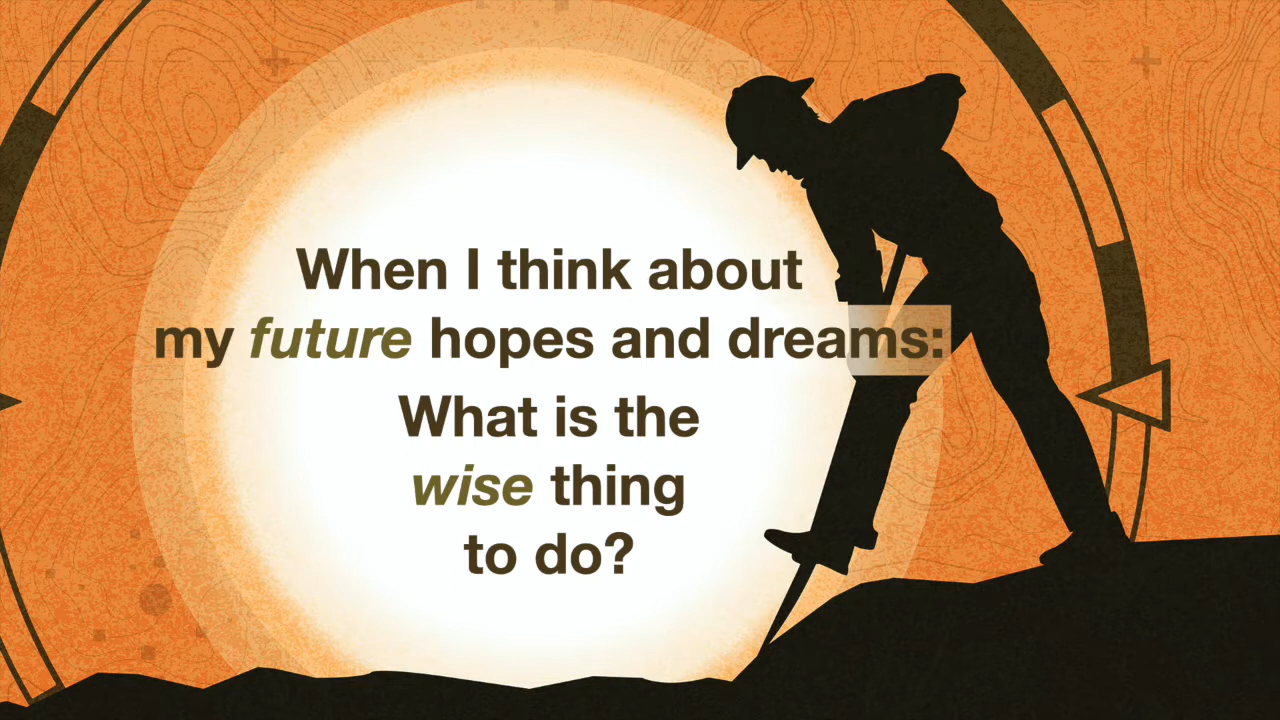 When I think about
my future hopes and dreams:
What is the
wise thing
to do?